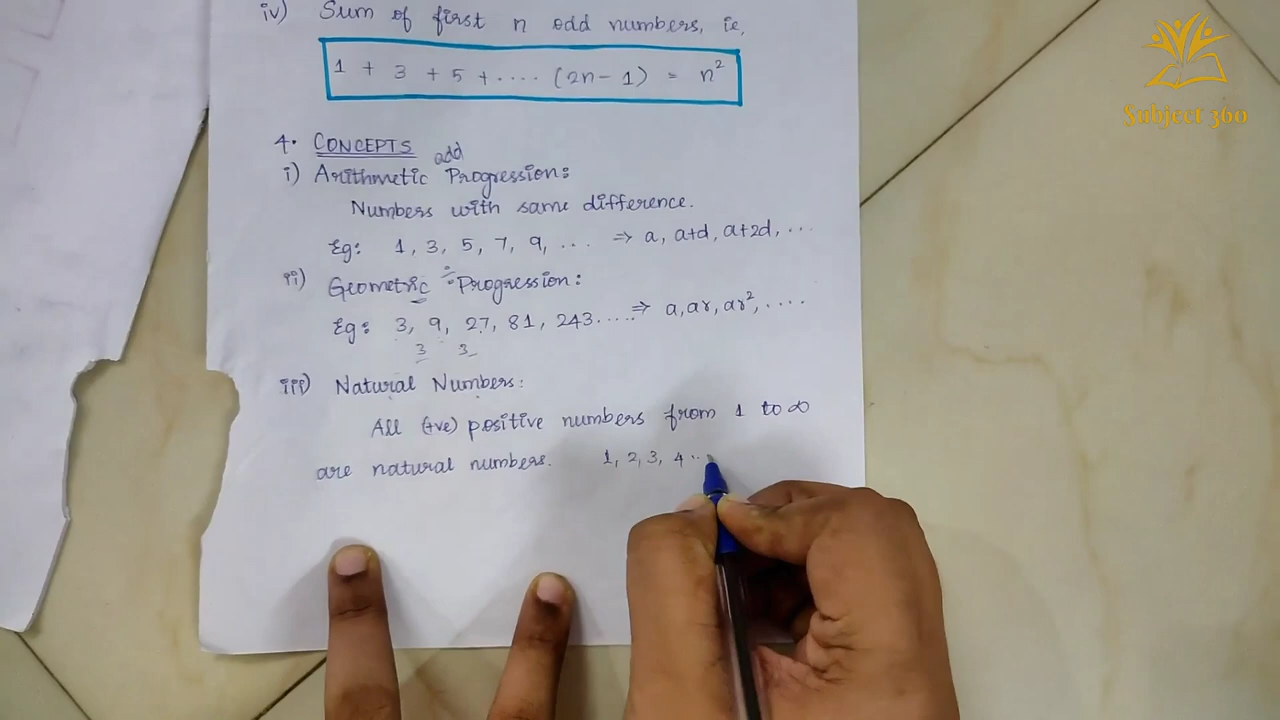 iv) Sum of first n odd numbers, ie,
1 + 3 + 5 + .... (2n - 1) = n²
4. CONCEPTS
add
i) Arithmetic Progression:
Numbers with same difference.
Eg: 1, 3, 5, 7, 9, ... ⇒ a, a+d, a+2d, ...
ii) Geometric ÷ Progression:
Eg: 3, 9, 27, 81, 243..... ⇒ a, ar, ar², ....
3 3
iii) Natural Numbers:
All (+ve) positive numbers from 1 to ∞
are natural numbers. 1, 2, 3, 4 ...
Subject 360